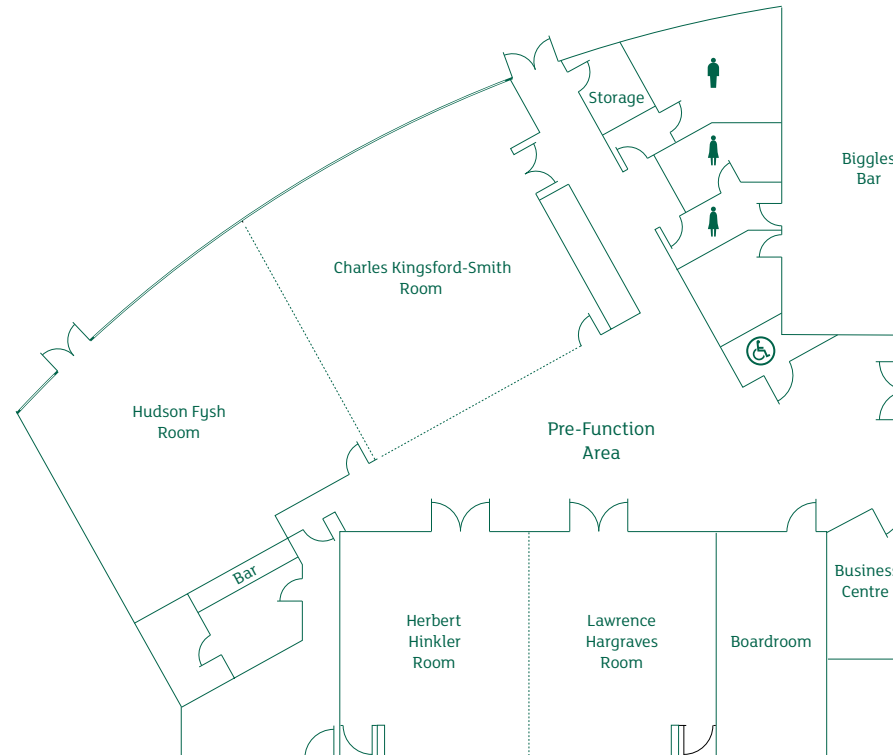 Storage
Biggles
Bar
Charles Kingsford-Smith
Room
Hudson Fysh
Room
Pre-Function
Area
Bar
Business
Centre
Herbert
Hinkler
Room
Lawrence
Hargraves
Room
Boardroom